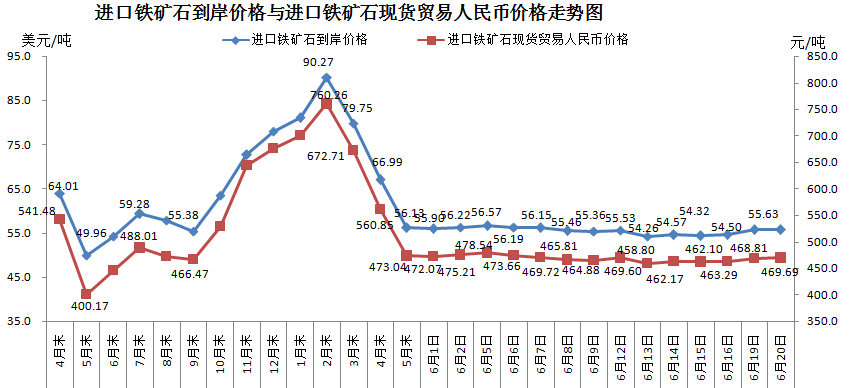 进口铁矿石到岸价格与进口铁矿石现货贸易人民币价格走势图
美元/吨
元/吨
进口铁矿石到岸价格
进口铁矿石现货贸易人民币价格
95.0
85.0
75.0
65.0
55.0
45.0
35.0
850.0
800.0
750.0
700.0
650.0
600.0
550.0
500.0
450.0
400.0
350.0
64.01
49.96
59.28
55.38
90.27
79.75
66.99
56.13
55.90
56.22
56.57
56.19
56.15
55.46
55.36
55.53
54.26
54.57
54.32
54.50
55.63
541.48
400.17
488.01
466.47
760.26
672.71
560.85
473.04
472.07
475.21
478.54
473.66
469.72
465.81
464.88
469.60
458.80
462.17
462.10
463.29
468.81
469.69
4月末
5月末
6月末
7月末
8月末
9月末
10月末
11月末
12月末
1月末
2月末
3月末
4月末
5月末
6月1日
6月2日
6月5日
6月6日
6月7日
6月8日
6月9日
6月12日
6月13日
6月14日
6月15日
6月16日
6月19日
6月20日